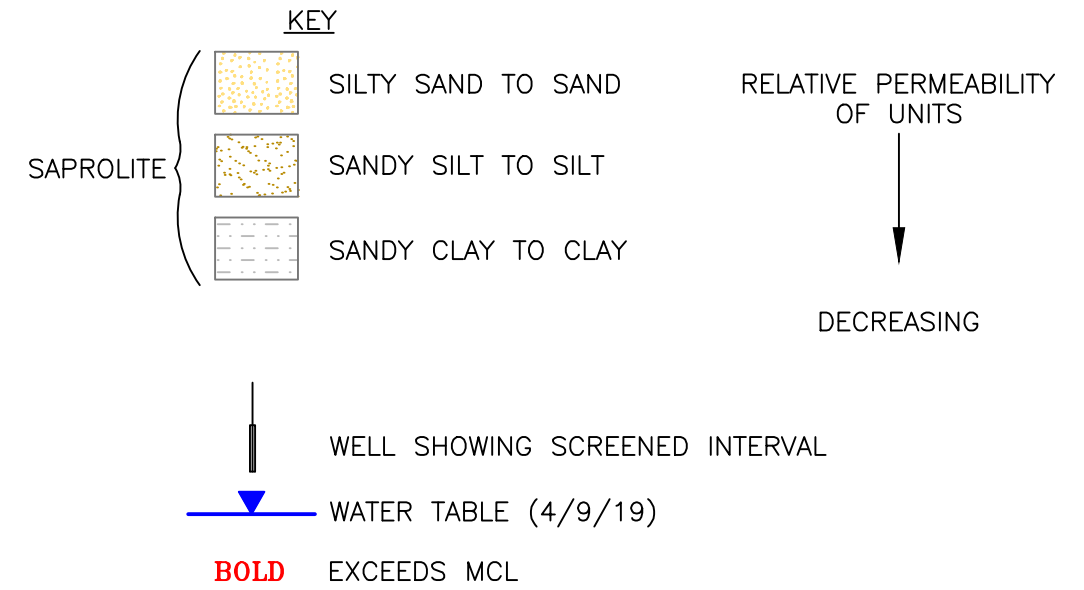 KEY
SAPROLITE
SILTY SAND TO SAND
SANDY SILT TO SILT
SANDY CLAY TO CLAY
RELATIVE PERMEABILITY
OF UNITS
DECREASING
WELL SHOWING SCREENED INTERVAL
WATER TABLE (4/9/19)
BOLD EXCEEDS MCL